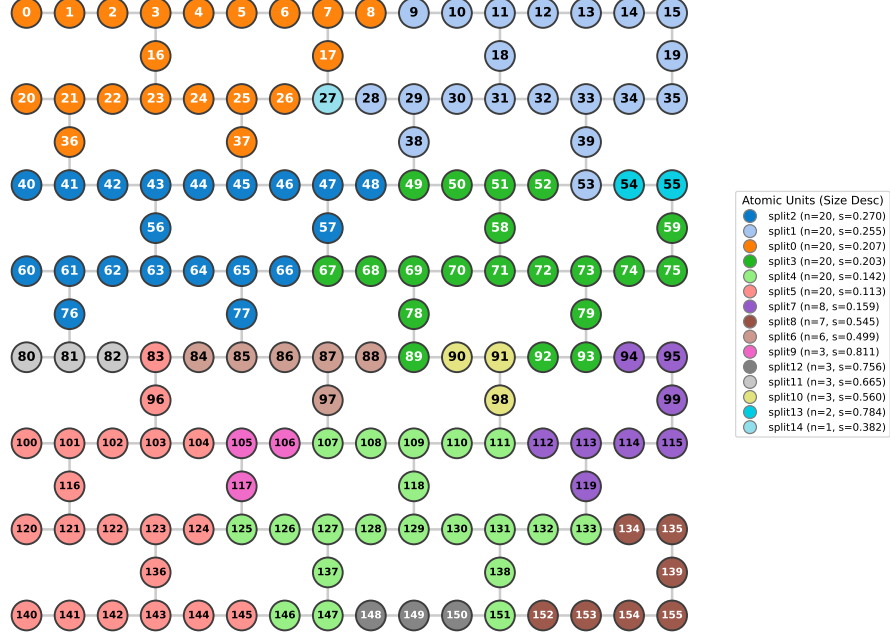 0 1 2 3 4 5 6 7 8 9 10 11 12 13 14 15
16 17 18 19
20 21 22 23 24 25 26 27 28 29 30 31 32 33 34 35
36 37 38 39
40 41 42 43 44 45 46 47 48 49 50 51 52 53 54 55
56 57 58 59
60 61 62 63 64 65 66 67 68 69 70 71 72 73 74 75
76 77 78 79
80 81 82 83 84 85 86 87 88 89 90 91 92 93 94 95
96 97 98 99
100 101 102 103 104 105 106 107 108 109 110 111 112 113 114 115
116 117 118 119
120 121 122 123 124 125 126 127 128 129 130 131 132 133 134 135
136 137 138 139
140 141 142 143 144 145 146 147 148 149 150 151 152 153 154 155
Atomic Units (Size Desc)
split2 (n=20, s=0.270)
split1 (n=20, s=0.255)
split0 (n=20, s=0.207)
split3 (n=20, s=0.203)
split4 (n=20, s=0.142)
split5 (n=20, s=0.113)
split7 (n=8, s=0.159)
split8 (n=7, s=0.545)
split6 (n=6, s=0.499)
split9 (n=3, s=0.811)
split12 (n=3, s=0.756)
split11 (n=3, s=0.665)
split10 (n=3, s=0.560)
split13 (n=2, s=0.784)
split14 (n=1, s=0.382)